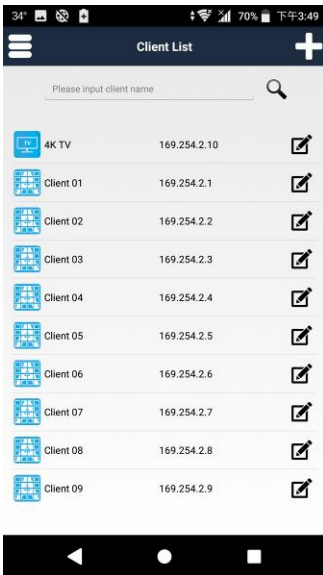 34° 70% 下午3:49
Client List
Please input client name
TV
4K TV 169.254.2.10
Client 01 169.254.2.1
Client 02 169.254.2.2
Client 03 169.254.2.3
Client 04 169.254.2.4
Client 05 169.254.2.5
Client 06 169.254.2.6
Client 07 169.254.2.7
Client 08 169.254.2.8
Client 09 169.254.2.9